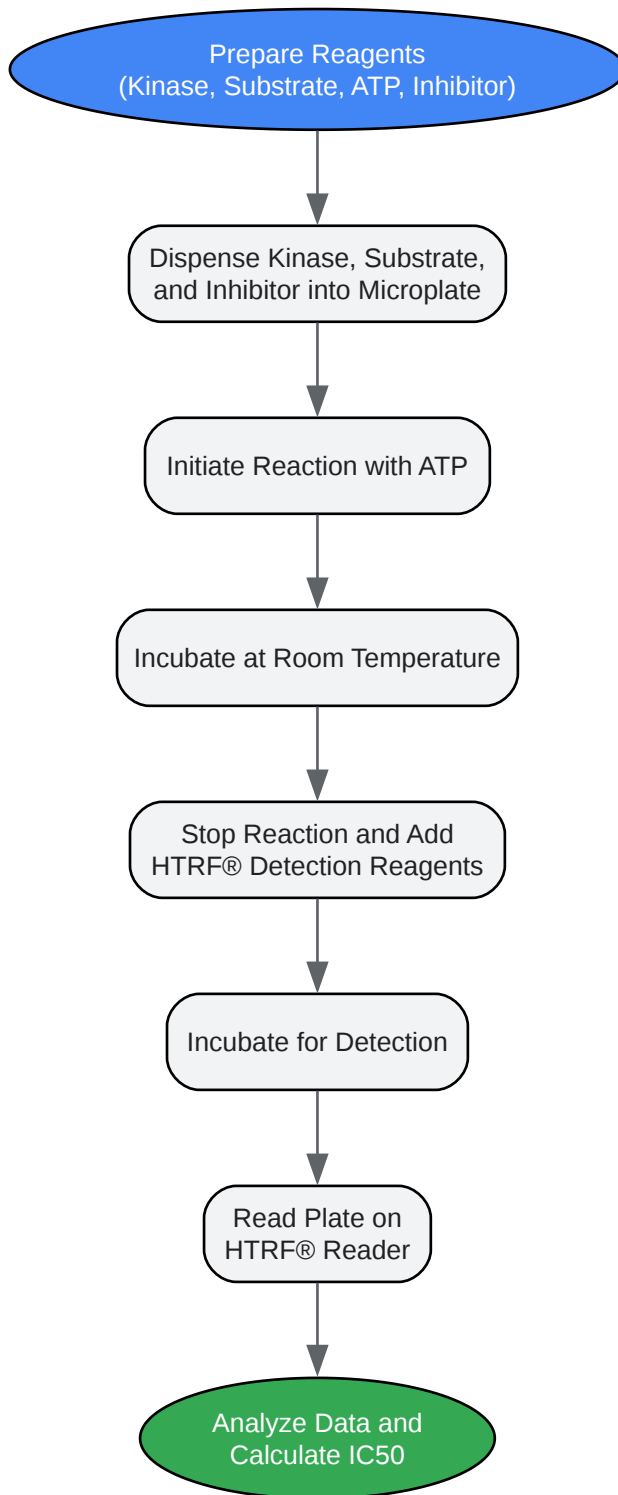 Prepare Reagents
(Kinase, Substrate, ATP, Inhibitor)
Dispense Kinase, Substrate,
and Inhibitor into Microplate
Initiate Reaction with ATP
Incubate at Room Temperature
Stop Reaction and Add
HTRF® Detection Reagents
Incubate for Detection
Read Plate on
HTRF® Reader
Analyze Data and
Calculate IC50